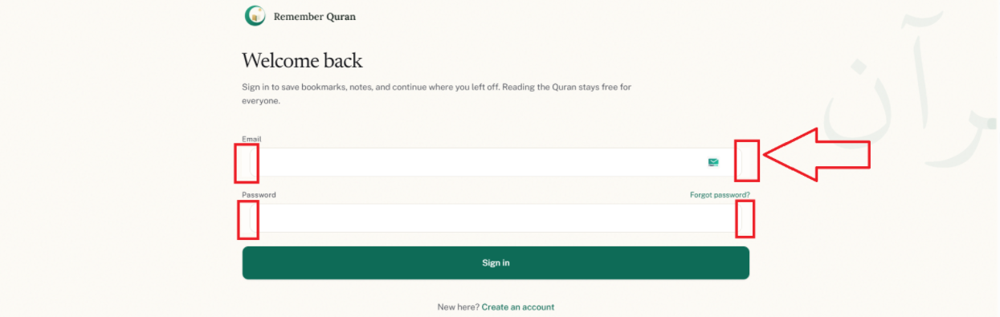 Remember Quran
Welcome back
Sign in to save bookmarks, notes, and continue where you left off. Reading the Quran stays free for
everyone.
Email
Password
Forgot password?
Sign in
New here? Create an account